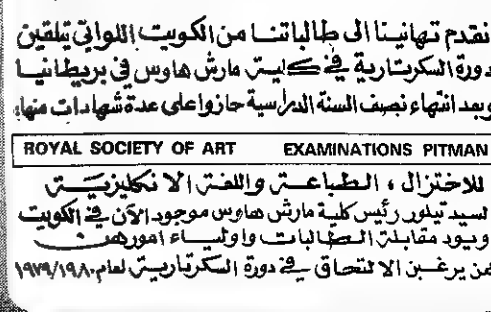 نقدم تهانينا الى طالباتنا من الكويت اللواتي يتلقين
دورة السكرتارية في كلية مارش هاوس في بريطانيا
وبعد انتهاء نصف السنة الدراسية حازوا على عدة شهادات منها:
ROYAL SOCIETY OF ART EXAMINATIONS PITMAN
للاختزال ، الطباعة واللغة الانكليزية
لسيد تيلور رئيس كلية مارش هاوس موجود الآن في الكويت
ويود مقابلة الطالبات واولياء امورهن
من يرغبن الالتحاق في دورة السكرتارية لعام ١٩٧٩/١٩٨٠